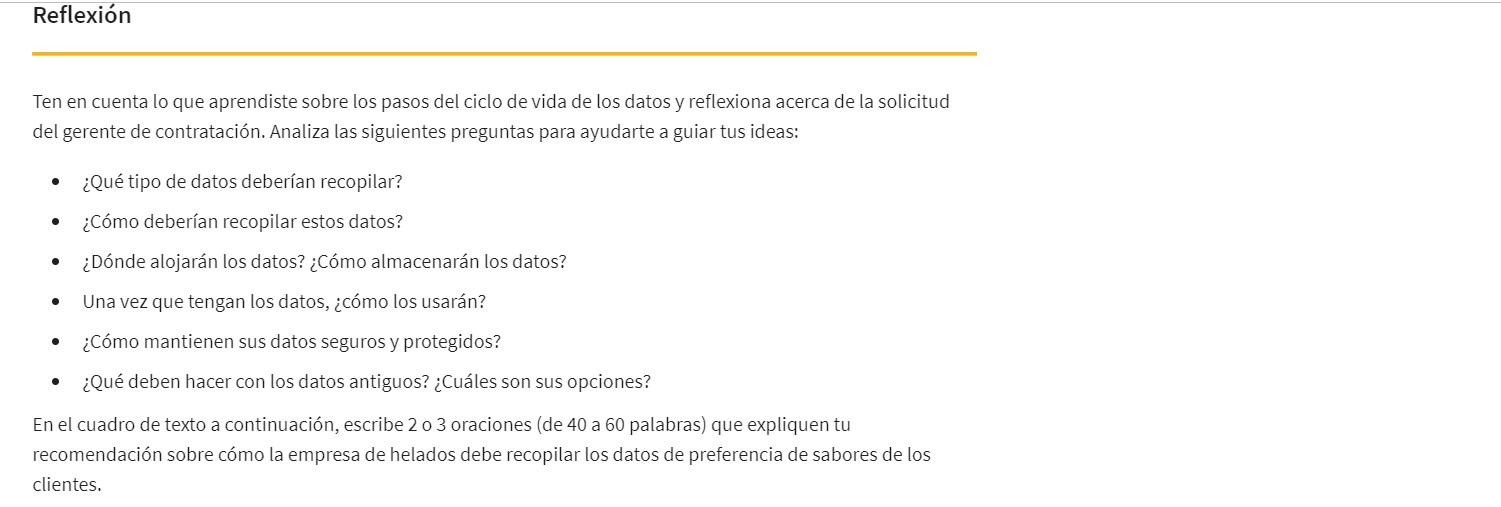 Reflexión
Ten en cuenta lo que aprendiste sobre los pasos del ciclo de vida de los datos y reflexiona acerca de la solicitud
del gerente de contratación. Analiza las siguientes preguntas para ayudarte a guiar tus ideas:
• ¿Qué tipo de datos deberían recopilar?
• ¿Cómo deberían recopilar estos datos?
• ¿Dónde alojarán los datos? ¿Cómo almacenarán los datos?
• Una vez que tengan los datos, ¿cómo los usarán?
• ¿Cómo mantienen sus datos seguros y protegidos?
• ¿Qué deben hacer con los datos antiguos? ¿Cuáles son sus opciones?
En el cuadro de texto a continuación, escribe 2 o 3 oraciones (de 40 a 60 palabras) que expliquen tu
recomendación sobre cómo la empresa de helados debe recopilar los datos de preferencia de sabores de los
clientes.